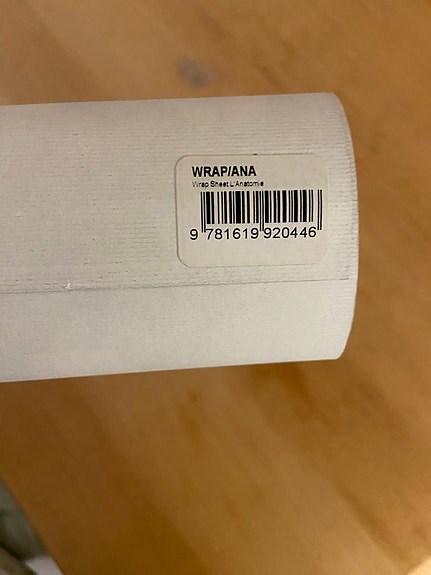 WRAP/ANA
Wrap Sheet L'Anatomie
9 781619 920446